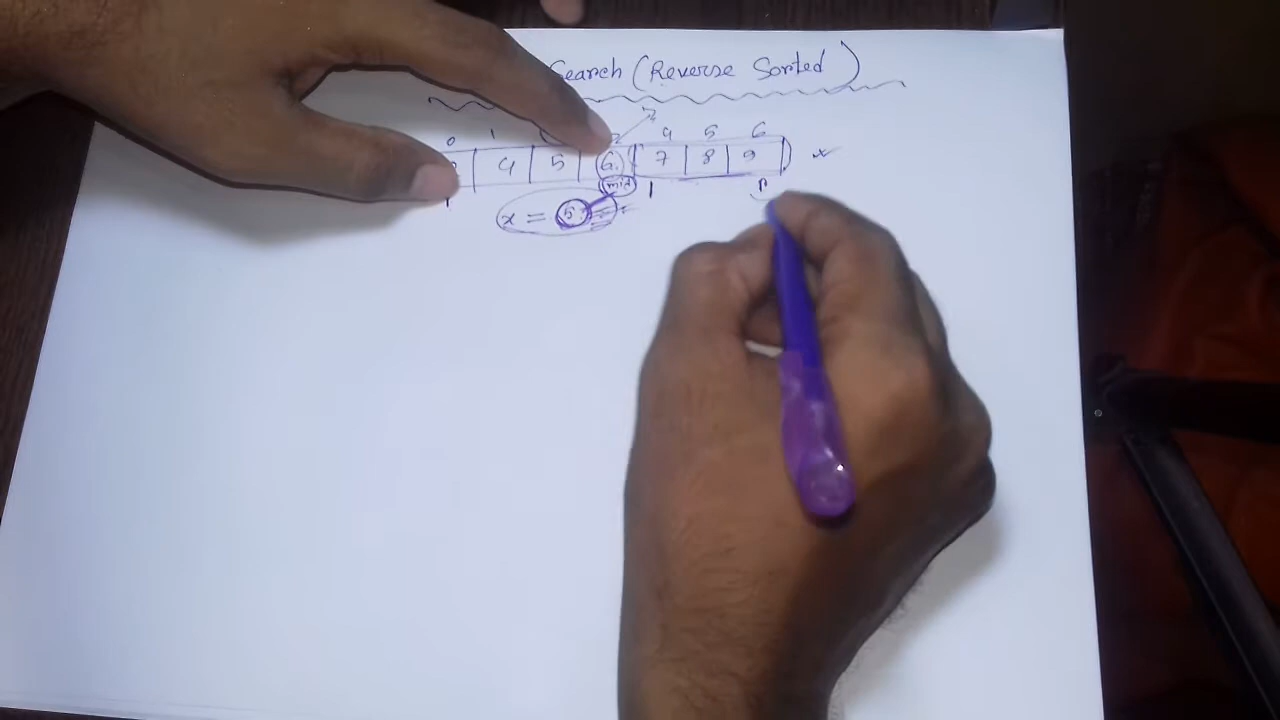 Search (Reverse Sorted)
0 1 4 5 6
4 5 6 7 8 9
mid
x = 5